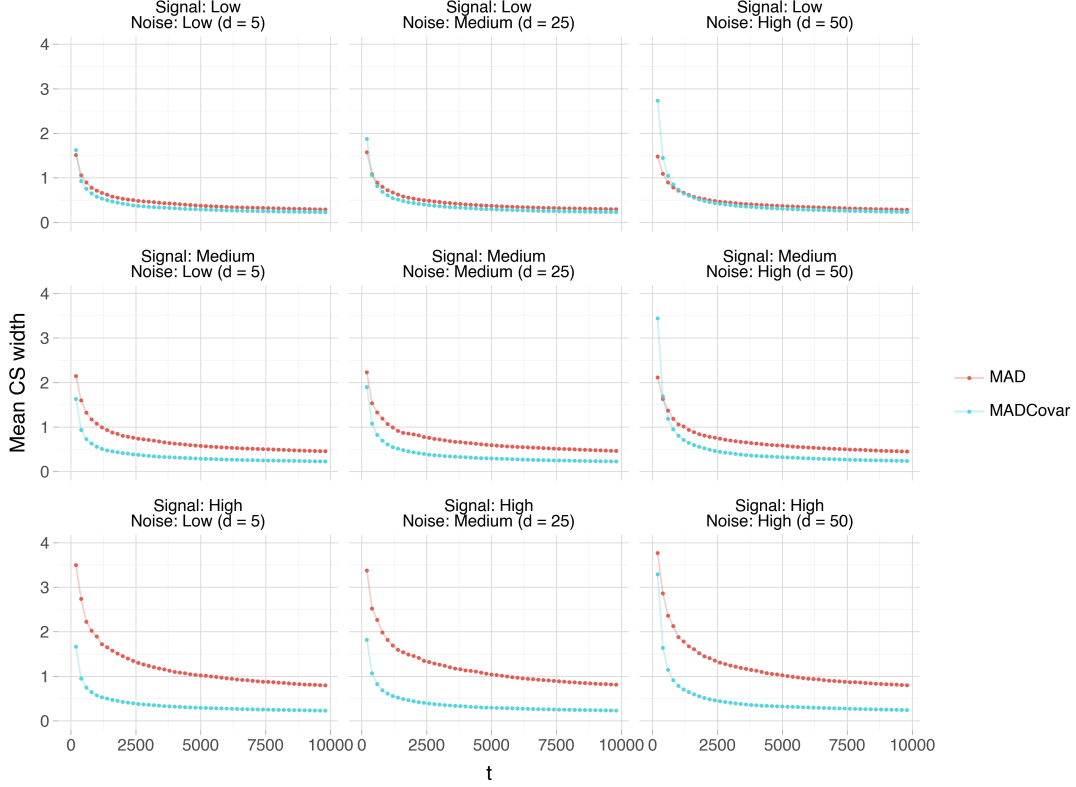 Signal: Low
Noise: Low (d = 5)
Signal: Low
Noise: Medium (d = 25)
Signal: Low
Noise: High (d = 50)
4
3
2
1
0
Signal: Medium
Noise: Low (d = 5)
Signal: Medium
Noise: Medium (d = 25)
Signal: Medium
Noise: High (d = 50)
4
3
2
1
0
Mean CS width
MAD
MADCovar
Signal: High
Noise: Low (d = 5)
Signal: High
Noise: Medium (d = 25)
Signal: High
Noise: High (d = 50)
4
3
2
1
0
0 2500 5000 7500 10000
0 2500 5000 7500 10000
0 2500 5000 7500 10000
t